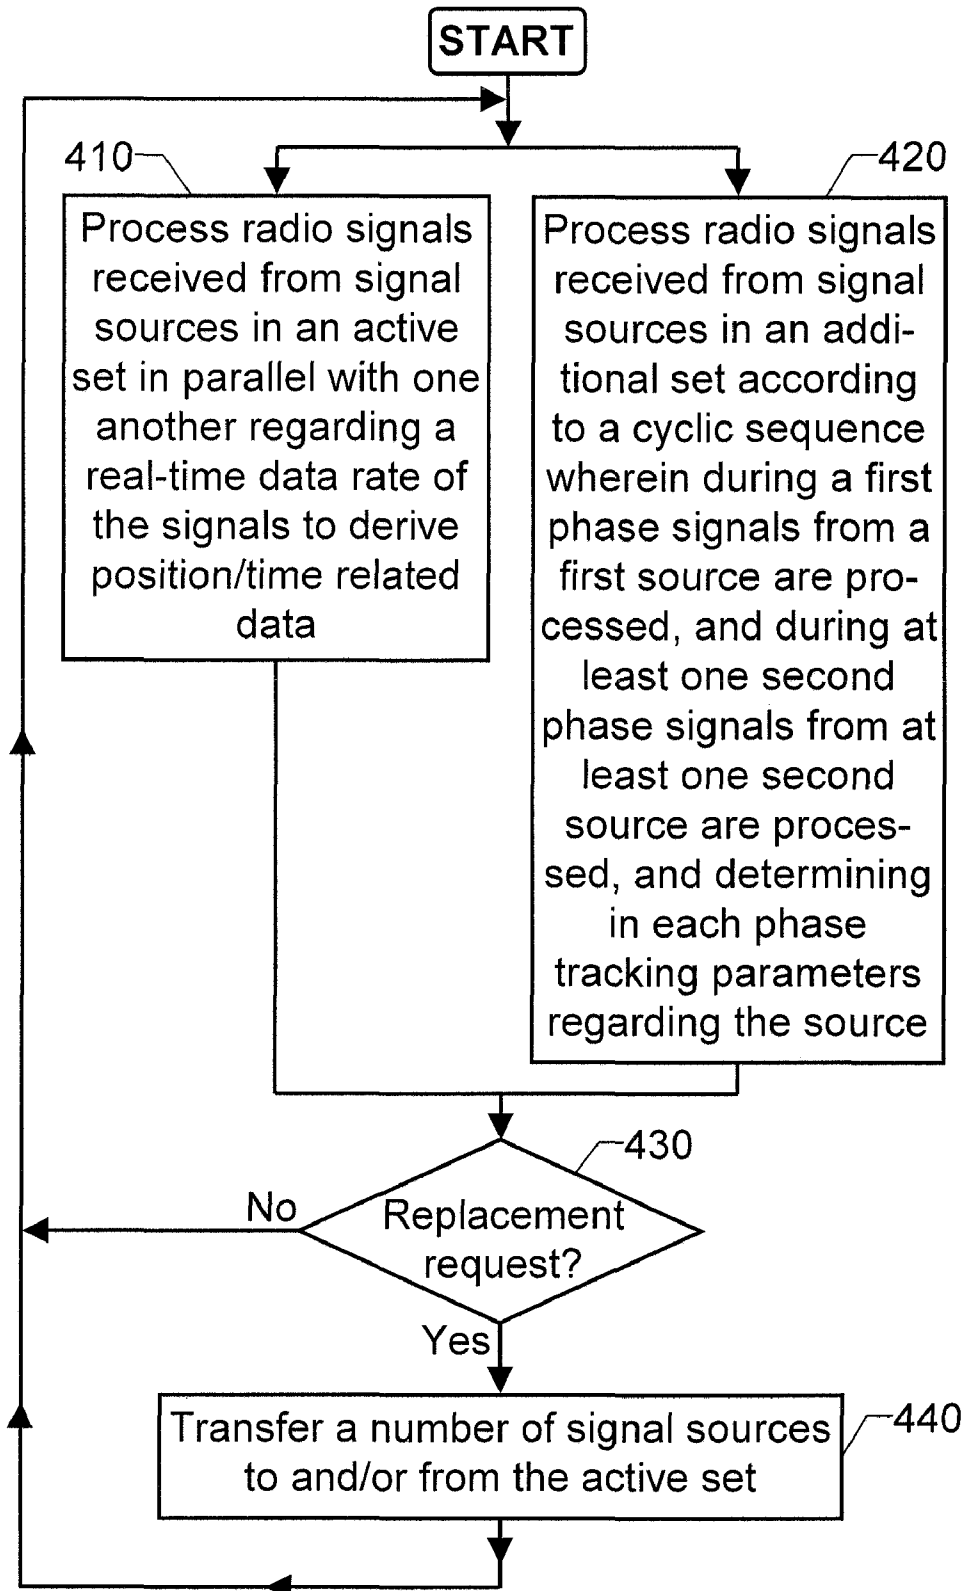 START
410
Process radio signals
received from signal
sources in an active
set in parallel with one
another regarding a
real-time data rate of
the signals to derive
position/time related
data
420
Process radio signals
received from signal
sources in an addi-
tional set according
to a cyclic sequence
wherein during a first
phase signals from a
first source are pro-
cessed, and during at
least one second
phase signals from at
least one second
source are proces-
sed, and determining
in each phase
tracking parameters
regarding the source
430
Replacement
request?
No
Yes
440
Transfer a number of signal sources
to and/or from the active set